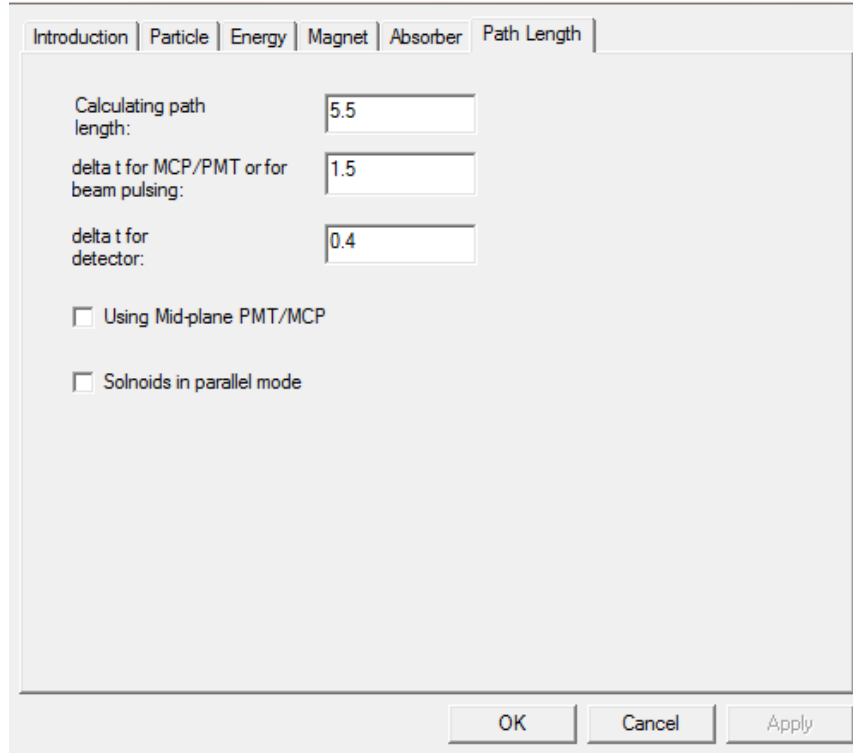 Introduction Particle Energy Magnet Absorber Path Length
Calculating path
length:
5.5
delta t for MCP/PMT or for
beam pulsing:
1.5
delta t for
detector:
0.4
Using Mid-plane PMT/MCP
Solnoids in parallel mode
OK Cancel Apply